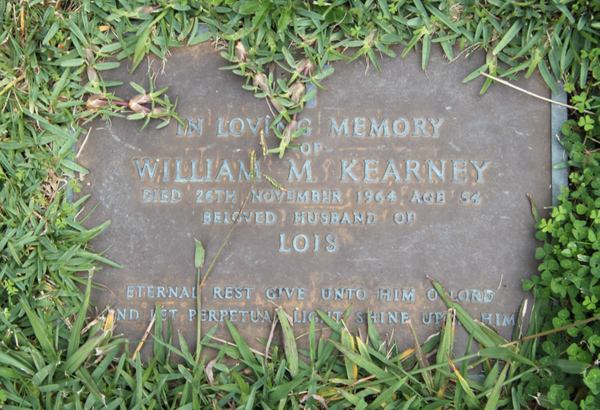 IN LOVING MEMORY
OF
WILLIAM M. KEARNEY
DIED 26TH NOVEMBER 1964 AGE 54
BELOVED HUSBAND OF
LOIS
ETERNAL REST GIVE UNTO HIM O LORD
AND LET PERPETUAL LIGHT SHINE UPON HIM